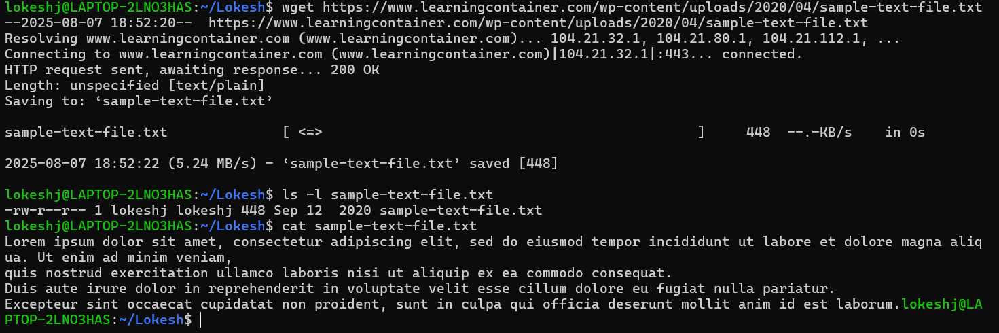 lokeshj@LAPTOP-2LNO3HAS:~/Lokesh$ wget https://www.learningcontainer.com/wp-content/uploads/2020/04/sample-text-file.txt
--2025-08-07 18:52:20--  https://www.learningcontainer.com/wp-content/uploads/2020/04/sample-text-file.txt
Resolving www.learningcontainer.com (www.learningcontainer.com)... 104.21.32.1, 104.21.80.1, 104.21.112.1, ...
Connecting to www.learningcontainer.com (www.learningcontainer.com)|104.21.32.1|:443... connected.
HTTP request sent, awaiting response... 200 OK
Length: unspecified [text/plain]
Saving to: ‘sample-text-file.txt’

sample-text-file.txt              [ <=>                                              ]     448  --.-KB/s    in 0s

2025-08-07 18:52:22 (5.24 MB/s) - ‘sample-text-file.txt’ saved [448]

lokeshj@LAPTOP-2LNO3HAS:~/Lokesh$ ls -l sample-text-file.txt
-rw-r--r-- 1 lokeshj lokeshj 448 Sep 12  2020 sample-text-file.txt
lokeshj@LAPTOP-2LNO3HAS:~/Lokesh$ cat sample-text-file.txt
Lorem ipsum dolor sit amet, consectetur adipiscing elit, sed do eiusmod tempor incididunt ut labore et dolore magna aliq
ua. Ut enim ad minim veniam,
quis nostrud exercitation ullamco laboris nisi ut aliquip ex ea commodo consequat.
Duis aute irure dolor in reprehenderit in voluptate velit esse cillum dolore eu fugiat nulla pariatur.
Excepteur sint occaecat cupidatat non proident, sunt in culpa qui officia deserunt mollit anim id est laborum.lokeshj@LA
PTOP-2LNO3HAS:~/Lokesh$